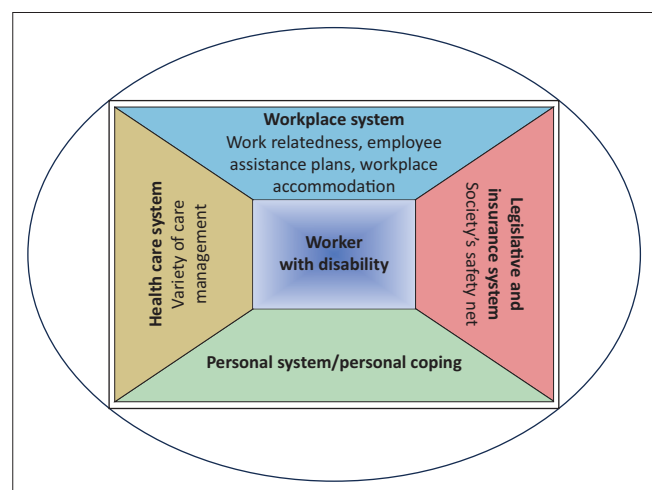 Workplace system
Work relatedness, employee
assistance plans, workplace
accommodation
Health care system
Variety of care
management
Worker
with disability
Legislative and
insurance system
Society’s safety net
Personal system/personal coping